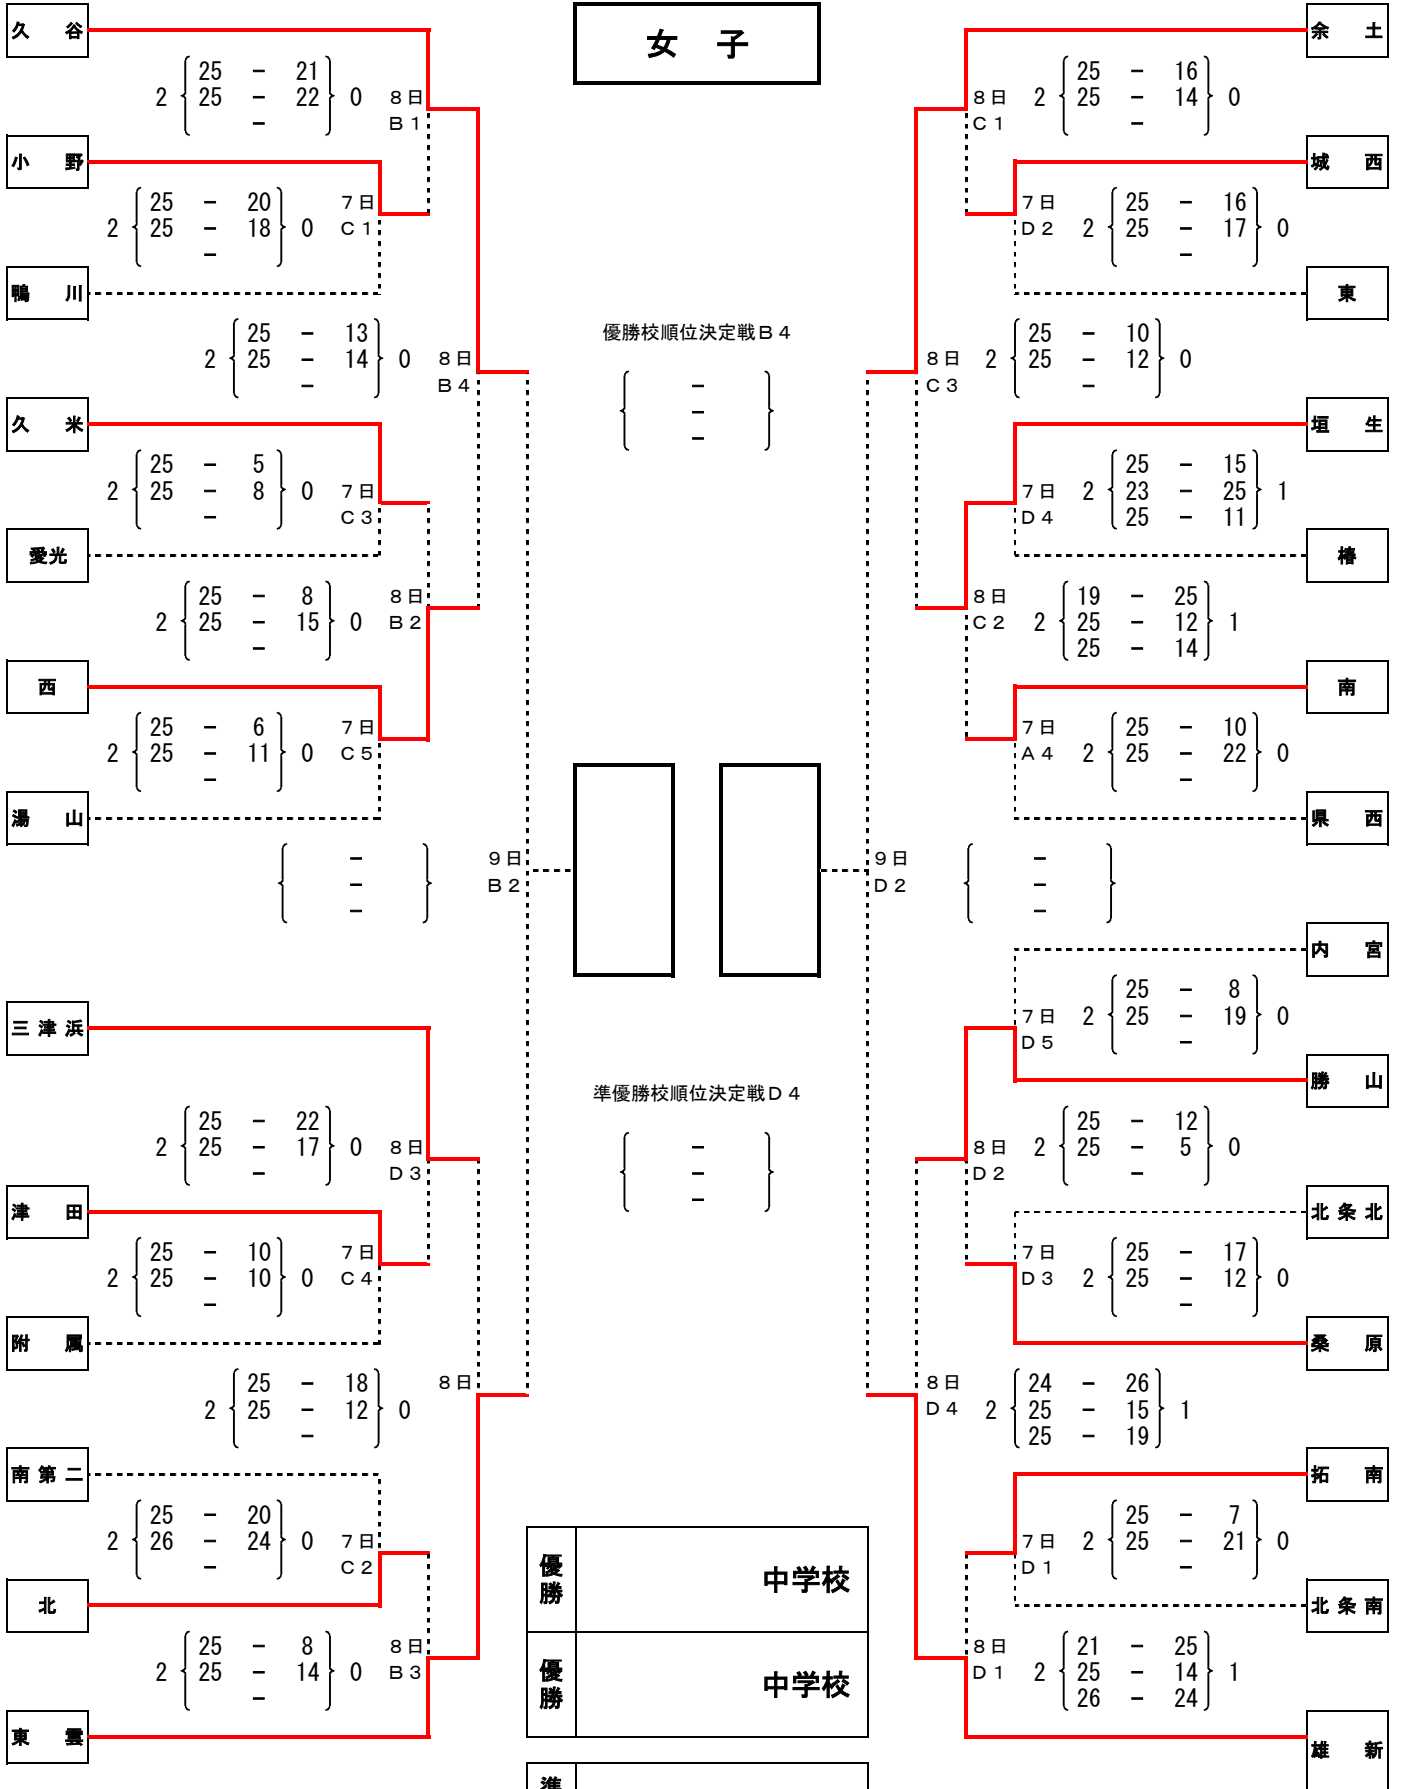 女 子
久 谷
25 － 21
2 25 － 22 0
－
8日
B1
小 野
25 － 20
2 25 － 18 0
－
7日
C1
鴨 川
25 － 13
2 25 － 14 0
－
8日
B4
久 米
25 － 5
2 25 － 8 0
－
7日
C3
愛光
25 － 8
2 25 － 15 0
－
8日
B2
西
25 － 6
2 25 － 11 0
－
7日
C5
湯 山
－
－
－
9日
B2
三 津 浜
25 － 22
2 25 － 17 0
－
8日
D3
津 田
25 － 10
2 25 － 10 0
－
7日
C4
附 属
25 － 18
2 25 － 12 0
－
8日
南 第 二
25 － 20
2 26 － 24 0
－
7日
C2
北
25 － 8
2 25 － 14 0
－
8日
B3
東 雲
優勝校順位決定戦B4
－
－
－
準優勝校順位決定戦D4
－
－
－
優勝 中学校
優勝 中学校
準
余 土
8日
C1
25 － 16
2 25 － 14 0
－
城 西
7日
D2
25 － 16
2 25 － 17 0
－
東
8日
C3
25 － 10
2 25 － 12 0
－
垣 生
7日
D4
25 － 15
2 23 － 25 1
25 － 11
椿
8日
C2
19 － 25
2 25 － 12 1
25 － 14
南
7日
A4
25 － 10
2 25 － 22 0
－
県 西
9日
D2
－
－
－
内 宮
7日
D5
25 － 8
2 25 － 19 0
－
勝 山
8日
D2
25 － 12
2 25 － 5 0
－
北 条 北
7日
D3
25 － 17
2 25 － 12 0
－
桑 原
8日
D4
24 － 26
2 25 － 15 1
25 － 19
拓 南
7日
D1
25 － 7
2 25 － 21 0
－
北 条 南
8日
D1
21 － 25
2 25 － 14 1
26 － 24
雄 新